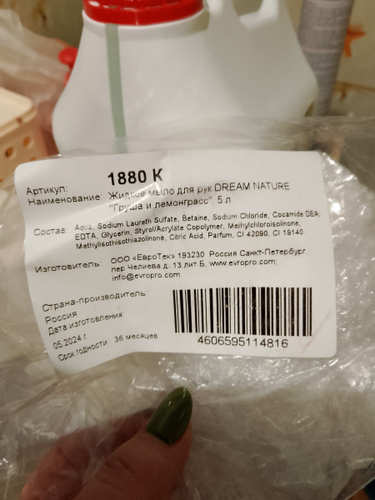 Артикул: 1880 К
Наименование: Жидкое мыло для рук DREAM NATURE
"Груша и лемонграсс" 5 л
Состав: Aqua, Sodium Laureth Sulfate, Betaine, Sodium Chloride, Cocamide DEA,
EDTA, Glycerin, Styrol/Acrylate Copolymer, Methylchloroisolinone,
Methylisothisothiazolinone, Citric Acid, Parfum, CI 42090, CI 19140.
Изготовитель: ООО «ЕвроТек» 193230 Россия Санкт-Петербург
пер Челиева д. 13 лит Б, www.evropro.com;
info@evropro.com
Страна-производитель
Россия
Дата изготовления
05.2024 г.
Срок годности: 36 месяцев
4606595114816